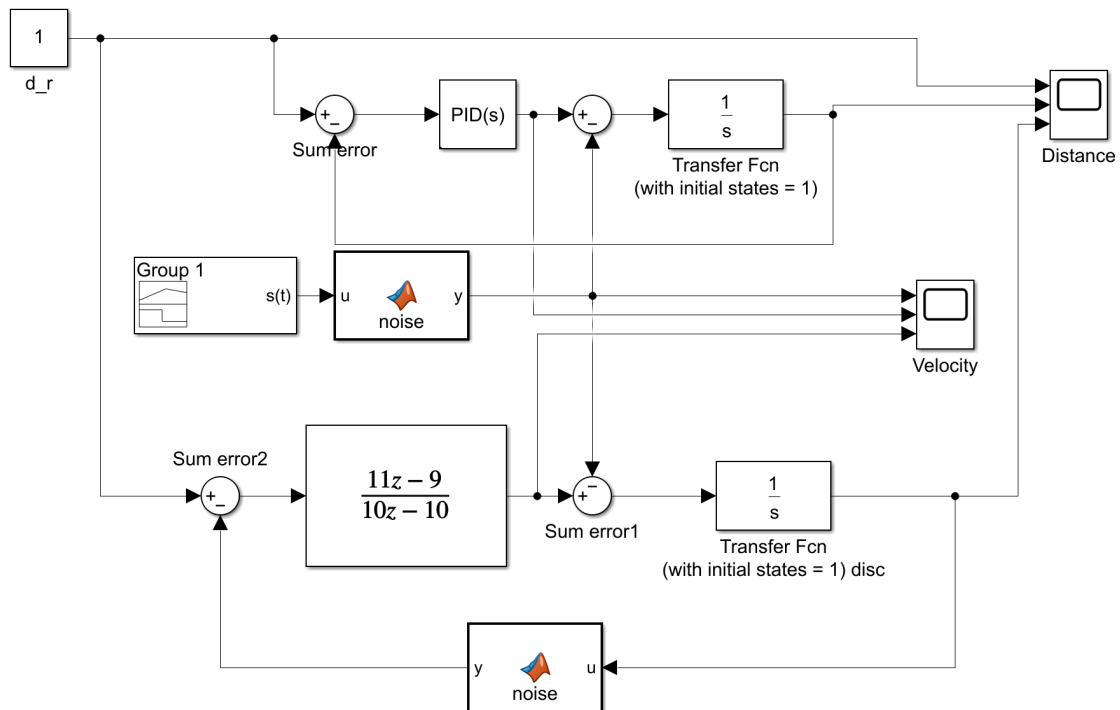 1
d_r
+
−
Sum error
PID(s)
+
−
1
s
Transfer Fcn
(with initial states = 1)
Distance
Group 1
s(t)
u
y
noise
Velocity
Sum error2
+
−
11z − 9
10z − 10
−
+
Sum error1
1
s
Transfer Fcn
(with initial states = 1) disc
y
u
noise